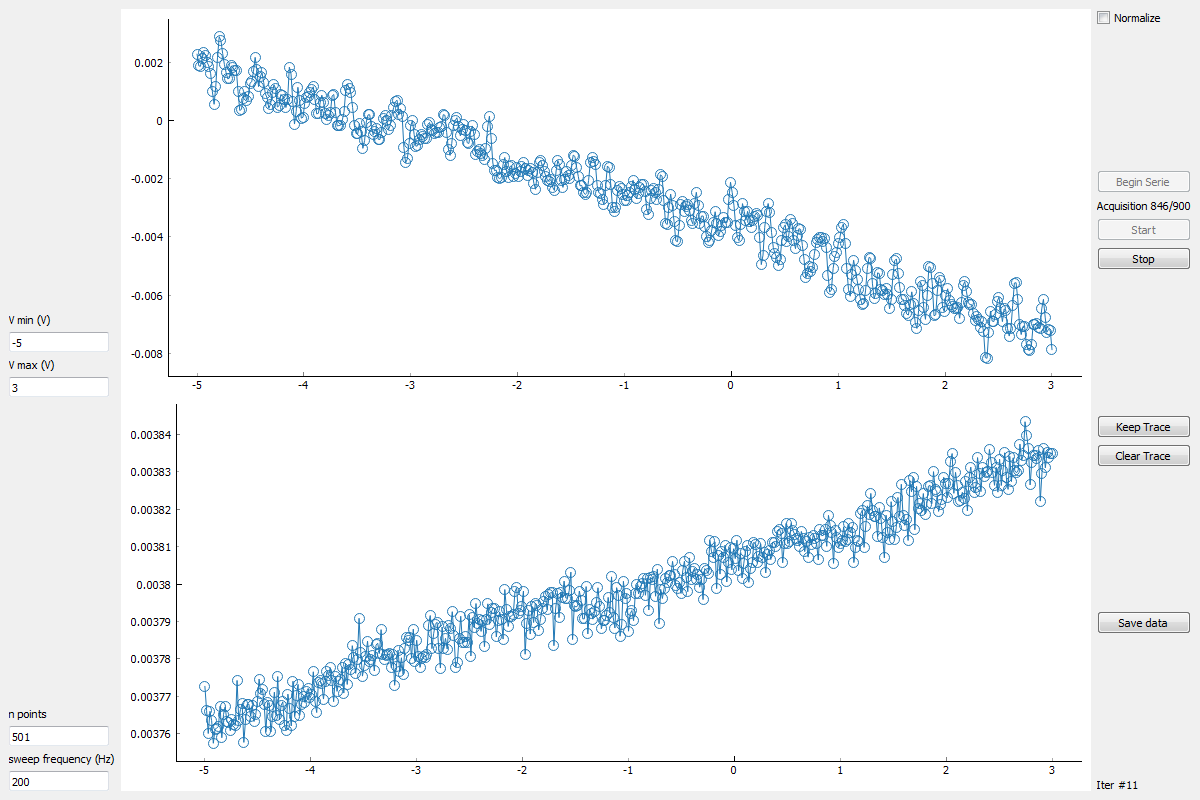 Normalize
0.002
0
-0.002
-0.004
-0.006
-0.008
-5
-4
-3
-2
-1
0
1
2
3
Begin Serie
Acquisition 846/900
Start
Stop
V min (V)
-5
V max (V)
3
0.00384
0.00383
0.00382
0.00381
0.0038
0.00379
0.00378
0.00377
0.00376
-5
-4
-3
-2
-1
0
1
2
3
Keep Trace
Clear Trace
Save data
n points
501
sweep frequency (Hz)
200
Iter #11